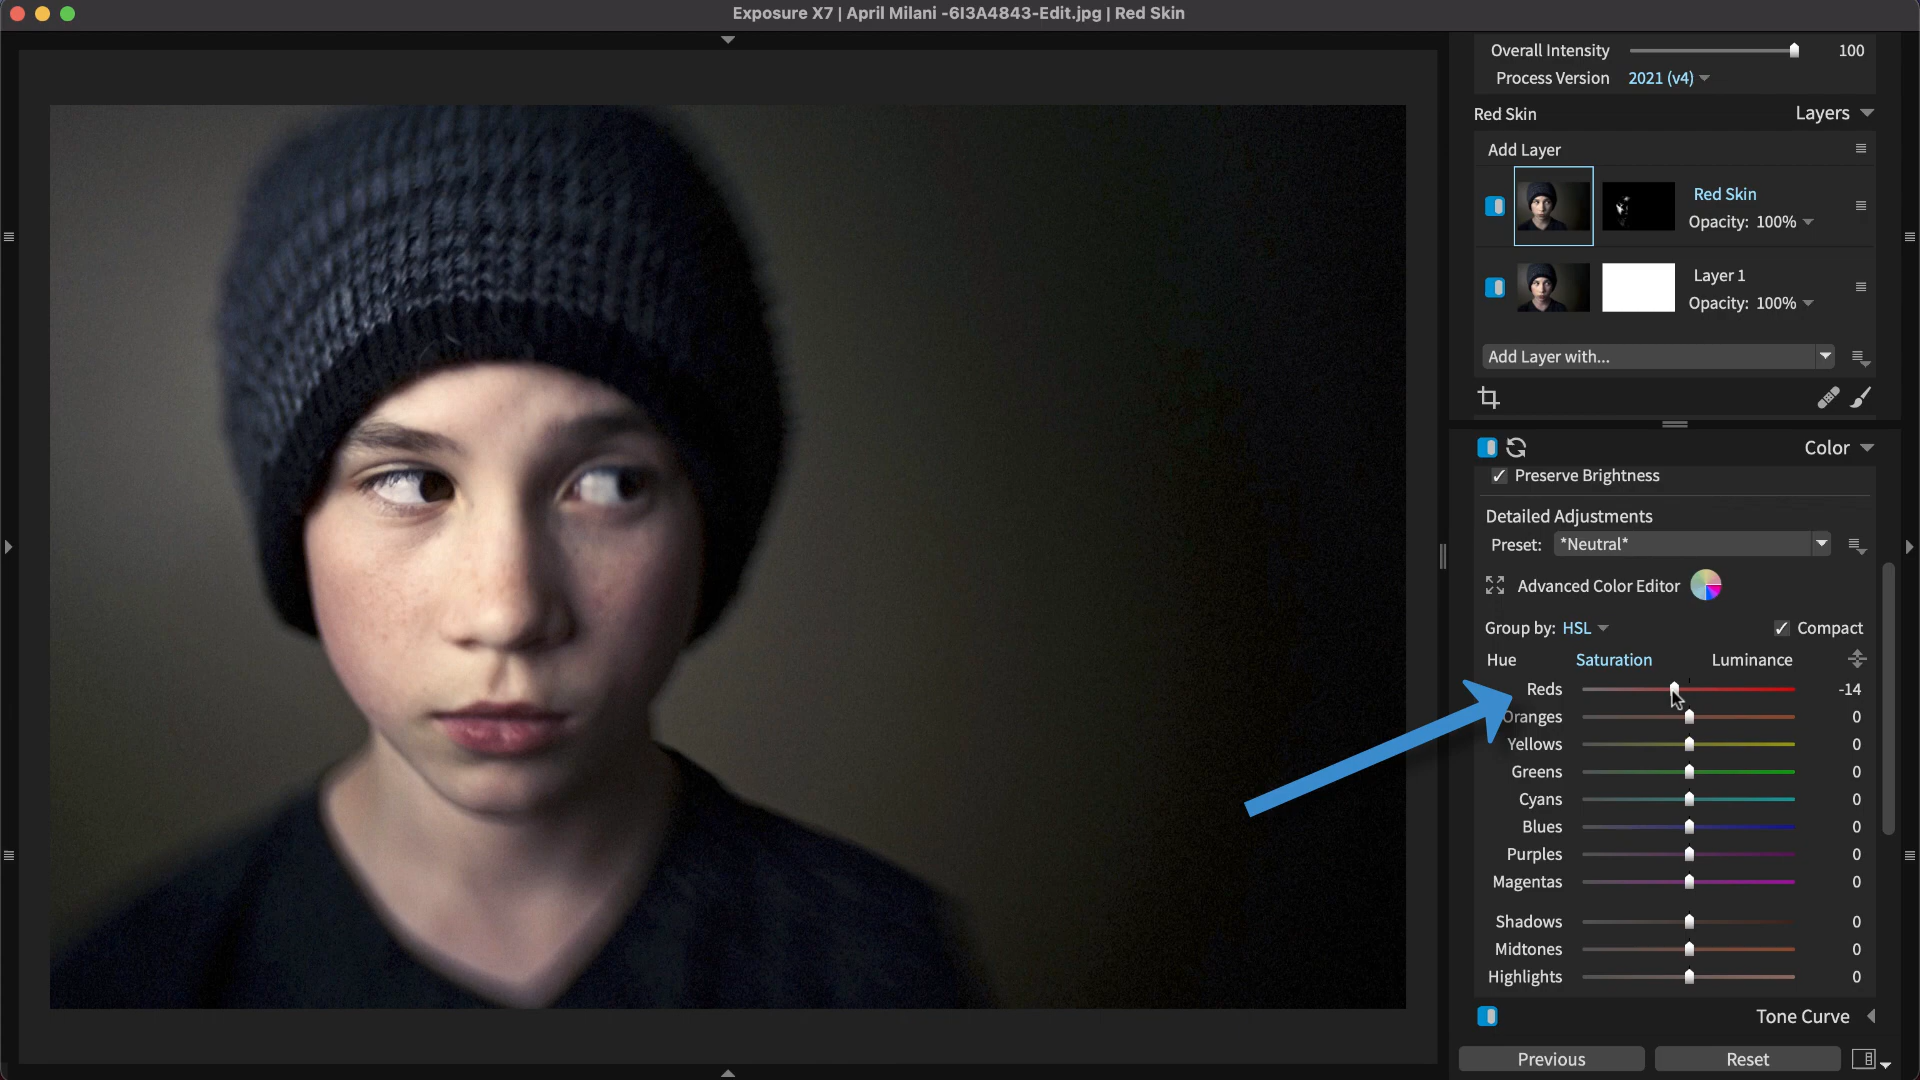 Exposure X7 | April Milani -6I3A4843-Edit.jpg | Red Skin
Overall Intensity 100
Process Version 2021 (v4)
Red Skin Layers
Add Layer
Red Skin
Opacity: 100%
Layer 1
Opacity: 100%
Add Layer with...
Color
Preserve Brightness
Detailed Adjustments
Preset: *Neutral*
Advanced Color Editor
Group by: HSL Compact
Hue Saturation Luminance
Reds -14
Oranges 0
Yellows 0
Greens 0
Cyans 0
Blues 0
Purples 0
Magentas 0
Shadows 0
Midtones 0
Highlights 0
Tone Curve
Previous Reset